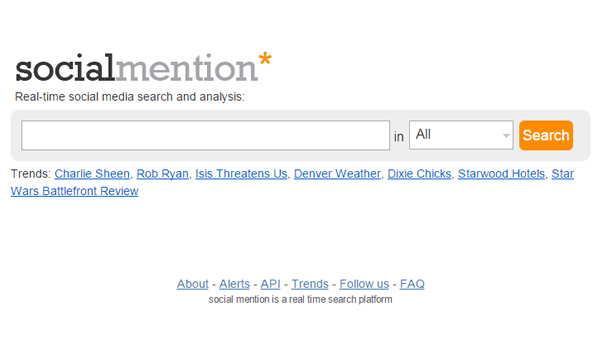 socialmention*
Real-time social media search and analysis:
in All Search
Trends: Charlie Sheen, Rob Ryan, Isis Threatens Us, Denver Weather, Dixie Chicks, Starwood Hotels, Star
Wars Battlefront Review
About - Alerts - API - Trends - Follow us - FAQ
social mention is a real time search platform